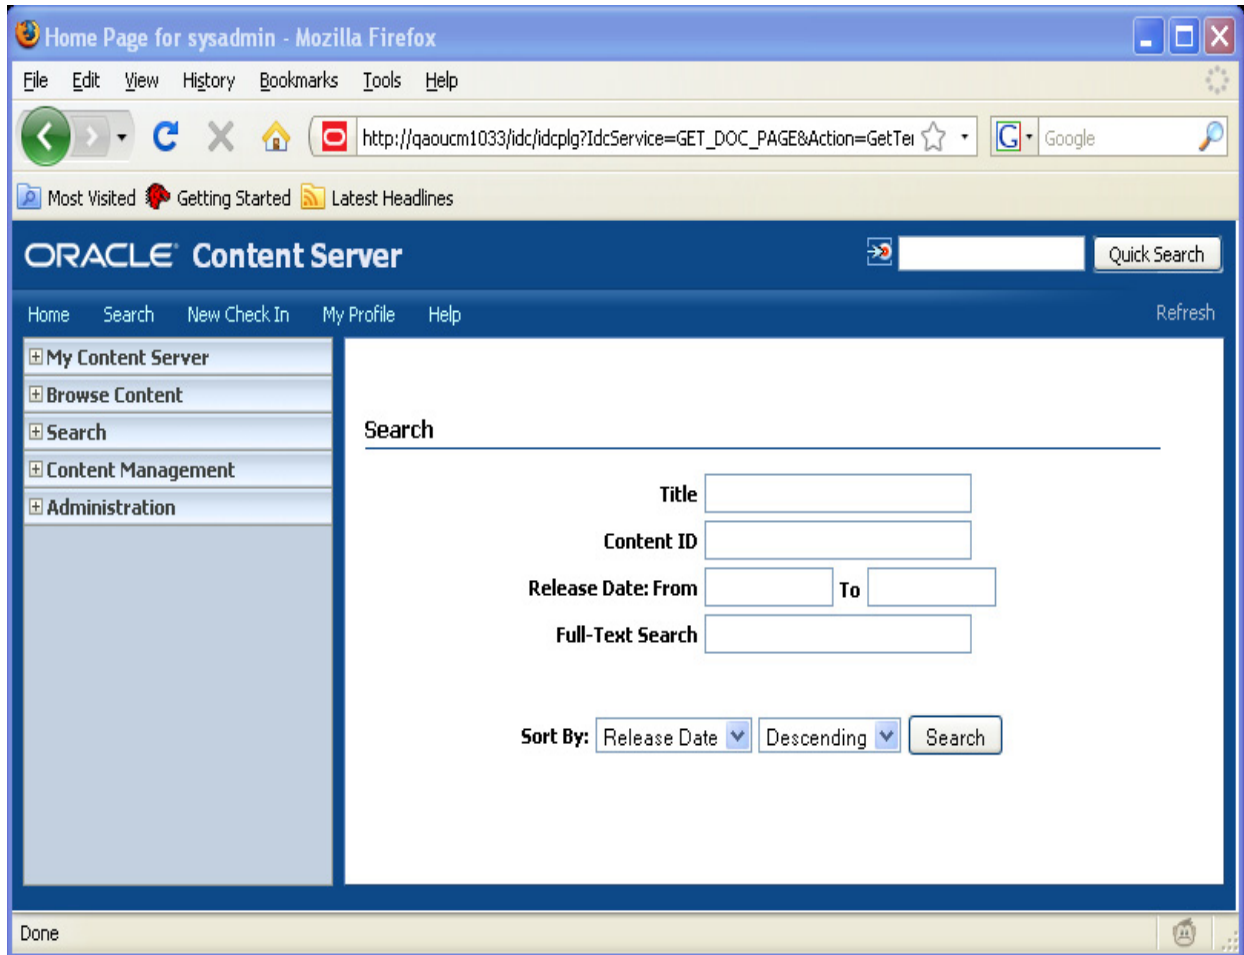 Home Page for sysadmin - Mozilla Firefox
File Edit View History Bookmarks Tools Help
http://qaoucm1033/idc/idcplg?IdcService=GET_DOC_PAGE&Action=GetTe
G Google
Most Visited Getting Started Latest Headlines
ORACLE Content Server Quick Search
Home Search New Check In My Profile Help Refresh
My Content Server
Browse Content
Search
Content Management
Administration
Search
Title
Content ID
Release Date: From To
Full-Text Search
Sort By: Release Date Descending Search
Done